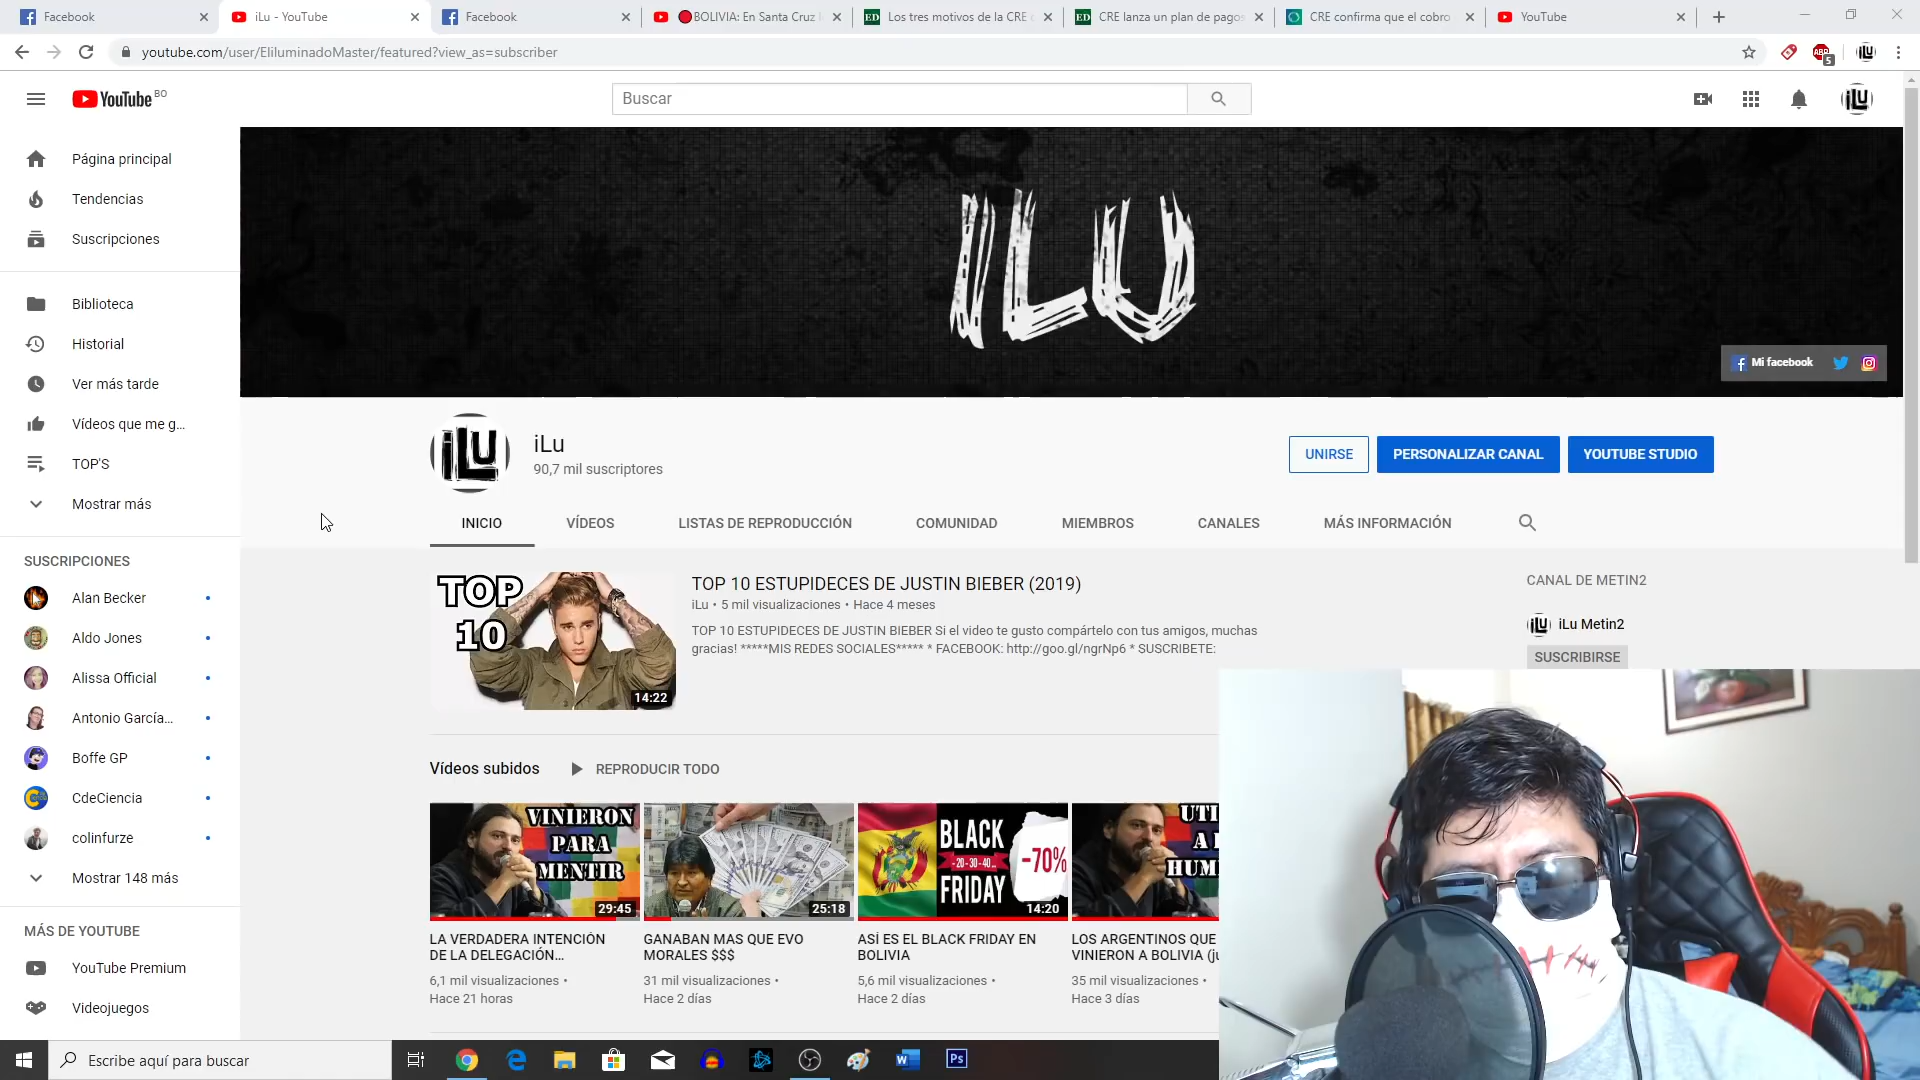 Facebook
iLu - YouTube
Facebook
BOLIVIA: En Santa Cruz
Los tres motivos de la CRE
CRE lanza un plan de pagos
CRE confirma que el cobro
YouTube
youtube.com/user/EliluminadoMaster/featured?view_as=subscriber
ABP
5
YouTube BO
Buscar
iLu
Página principal
Tendencias
Suscripciones
Biblioteca
Historial
Ver más tarde
Vídeos que me g...
TOP'S
Mostrar más
SUSCRIPCIONES
Alan Becker
Aldo Jones
Alissa Official
Antonio García...
Boffe GP
CdeCiencia
colinfurze
Mostrar 148 más
MÁS DE YOUTUBE
YouTube Premium
Videojuegos
iLU
Mi facebook
iLu
iLu
90,7 mil suscriptores
UNIRSE
PERSONALIZAR CANAL
YOUTUBE STUDIO
INICIO
VÍDEOS
LISTAS DE REPRODUCCIÓN
COMUNIDAD
MIEMBROS
CANALES
MÁS INFORMACIÓN
TOP
10
14:22
TOP 10 ESTUPIDECES DE JUSTIN BIEBER (2019)
iLu • 5 mil visualizaciones • Hace 4 meses
TOP 10 ESTUPIDECES DE JUSTIN BIEBER Si el video te gusto compártelo con tus amigos, muchas
gracias! *****MIS REDES SOCIALES***** * FACEBOOK: http://goo.gl/ngrNp6 * SUSCRIBETE:
CANAL DE METIN2
iLu Metin2
SUSCRIBIRSE
Vídeos subidos
REPRODUCIR TODO
VINIERON
PARA
MENTIR
29:45
LA VERDADERA INTENCIÓN
DE LA DELEGACIÓN...
6,1 mil visualizaciones •
Hace 21 horas
25:18
GANABAN MAS QUE EVO
MORALES $$$
31 mil visualizaciones •
Hace 2 días
BLACK
-20-30-40...
FRIDAY
-70%
14:20
ASÍ ES EL BLACK FRIDAY EN
BOLIVIA
5,6 mil visualizaciones •
Hace 2 días
UTI
A
HUM
LOS ARGENTINOS QUE
VINIERON A BOLIVIA
35 mil visualizaciones •
Hace 3 días
Escribe aquí para buscar
Ps